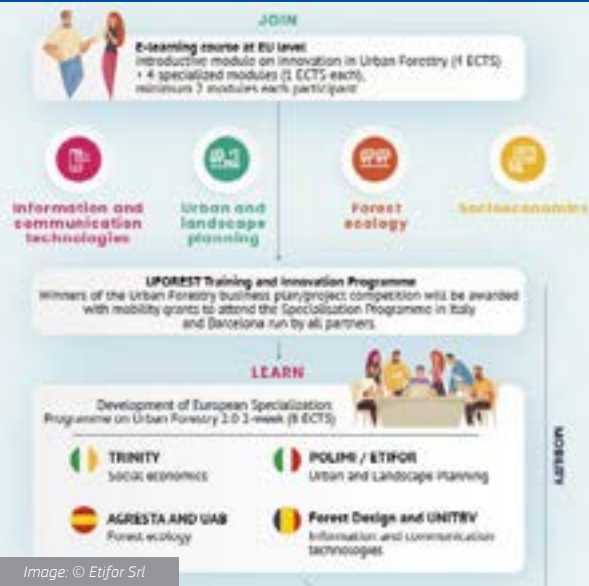 JOIN
E-learning course at EU level
introductive module on innovation in Urban Forestry (4 ECTS)
+ 4 specialized modules (1 ECTS each),
minimum 2 modules each participant
Information and
communication
technologies
Urban and
landscape
planning
Forest
ecology
Socioeconomics
UFOREST Training and Innovation Programme
Winners of the Urban Forestry business plan/project competition will be awarded
with mobility grants to attend the Specialisation Programme in Italy
and Barcelona run by all partners.
LEARN
Development of European Specialization
Programme on Urban Forestry 2.0 (6 ECTS)
TRINITY
Social economics
POLIMI / ETIFOR
Urban and Landscape Planning
AGRESTA AND UAB
Forest ecology
Forest Design and UNITBV
Information and communication
technologies
MOBILITY
Image: © Etifor Srl